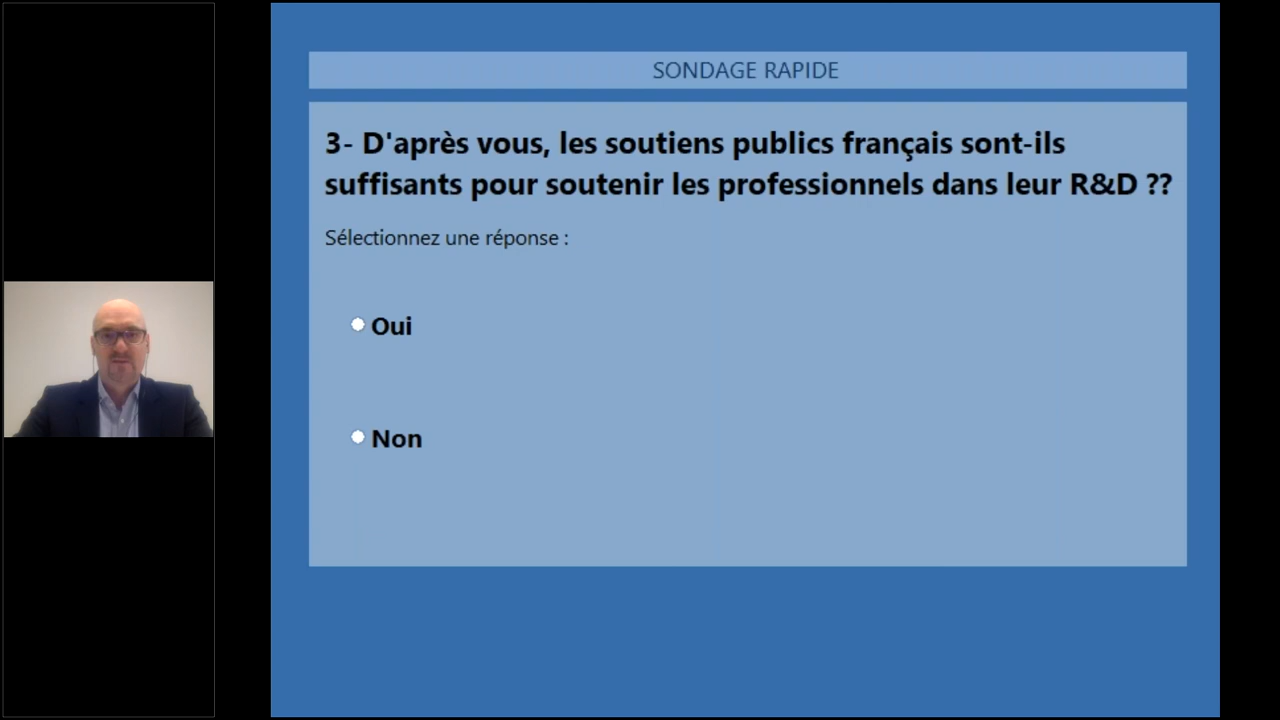 SONDAGE RAPIDE
3- D'après vous, les soutiens publics français sont-ils
suffisants pour soutenir les professionnels dans leur R&D ??
Sélectionnez une réponse :
Oui
Non